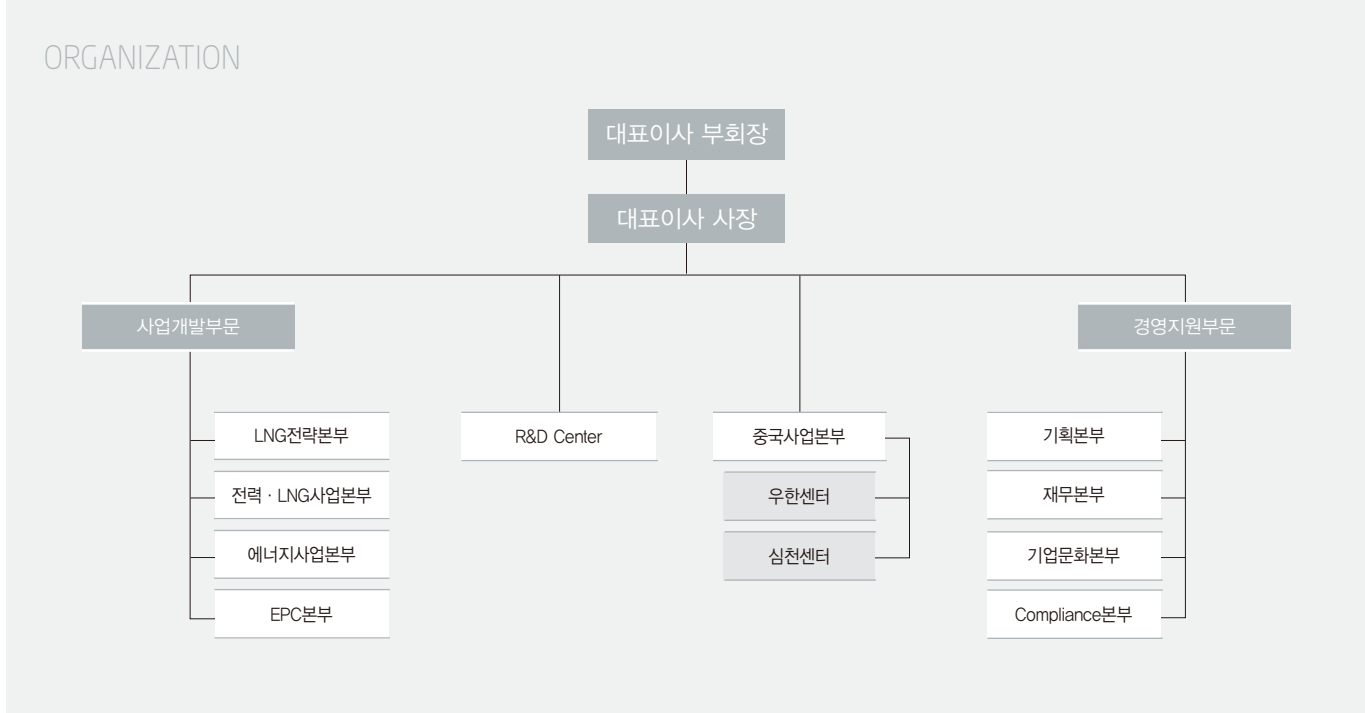 ORGANIZATION
대표이사 부회장
대표이사 사장
사업개발부문
경영지원부문
LNG전략본부
R&D Center
중국사업본부
기획본부
전력 · LNG사업본부
우한센터
재무본부
에너지사업본부
심천센터
기업문화본부
EPC본부
Compliance본부